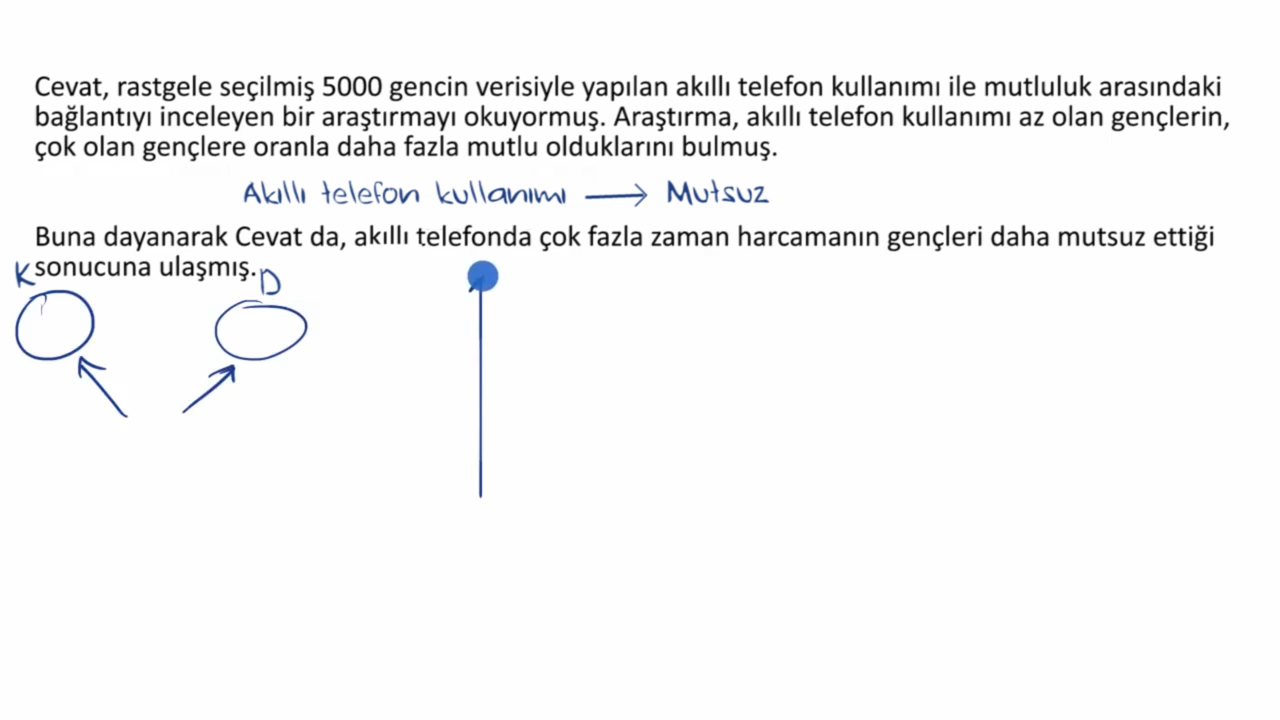 Cevat, rastgele seçilmiş 5000 gencin verisiyle yapılan akıllı telefon kullanımı ile mutluluk arasındaki
bağlantıyı inceleyen bir araştırmayı okuyormuş. Araştırma, akıllı telefon kullanımı az olan gençlerin,
çok olan gençlere oranla daha fazla mutlu olduklarını bulmuş.
Akıllı telefon kullanımı → Mutsuz
Buna dayanarak Cevat da, akıllı telefonda çok fazla zaman harcamanın gençleri daha mutsuz ettiği
sonucuna ulaşmış.
K
D